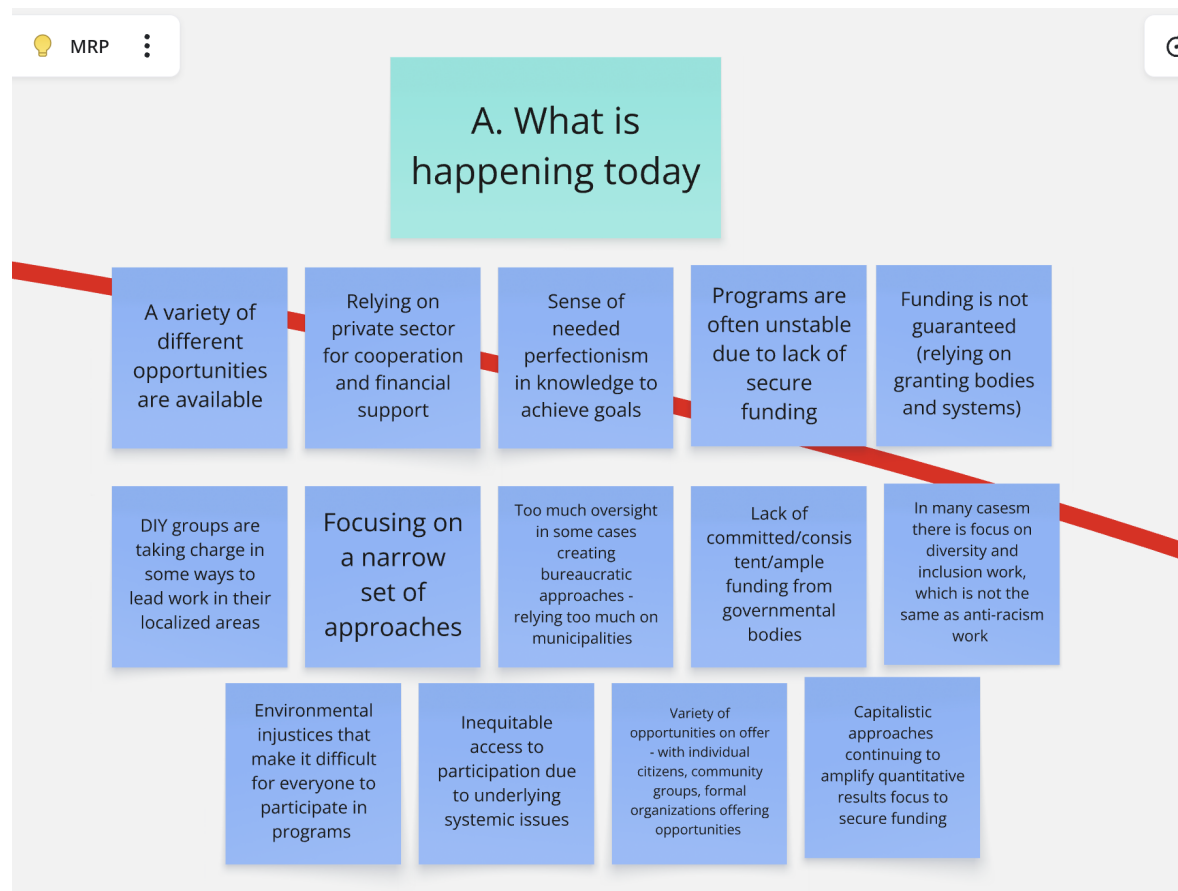 MRP
A. What is
happening today
A variety of
different
opportunities
are available
Relying on
private sector
for cooperation
and financial
support
Sense of
needed
perfectionism
in knowledge to
achieve goals
Programs are
often unstable
due to lack of
secure
funding
Funding is not
guaranteed
(relying on
granting bodies
and systems)
DIY groups are
taking charge in
some ways to
lead work in their
localized areas
Focusing on
a narrow
set of
approaches
Too much oversight
in some cases
creating
bureaucratic
approaches -
relying too much on
municipalities
Lack of
committed/consis
tent/ample
funding from
governmental
bodies
In many casesm
there is focus on
diversity and
inclusion work,
which is not the
same as anti-racism
work
Environmental
injustices that
make it difficult
for everyone to
participate in
programs
Inequitable
access to
participation due
to underlying
systemic issues
Variety of
opportunities on offer
- with individual
citizens, community
groups, formal
organizations offering
opportunities
Capitalistic
approaches
continuing to
amplify quantitative
results focus to
secure funding